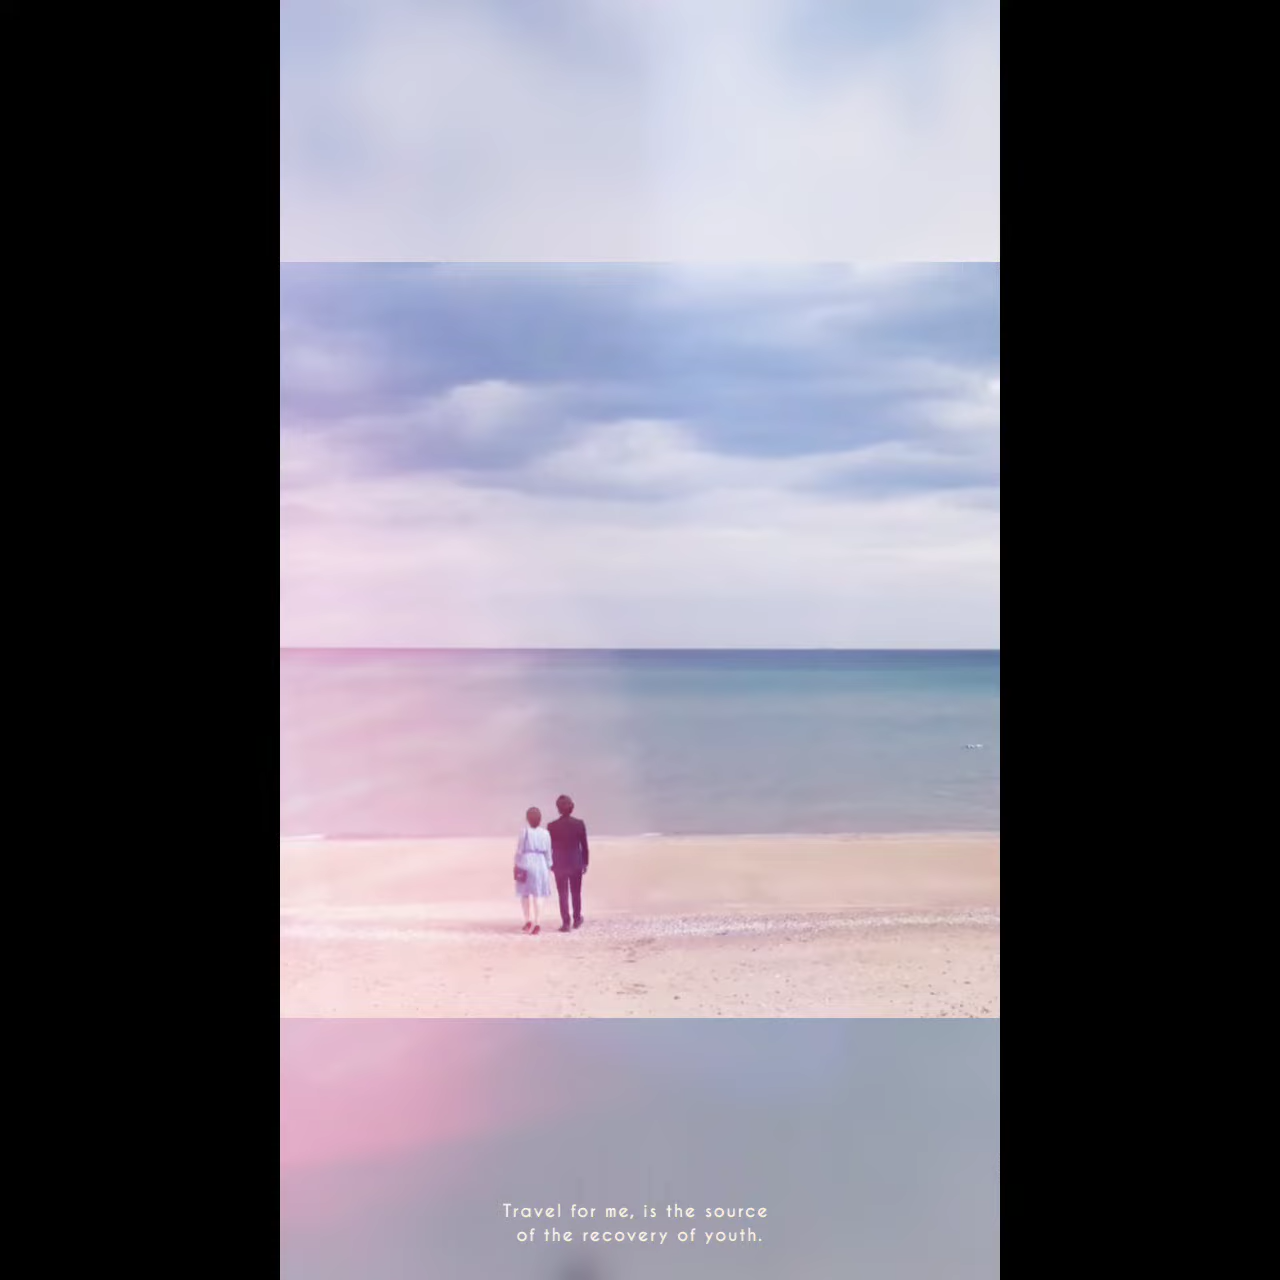 Travel for me, is the source
of the recovery of youth.